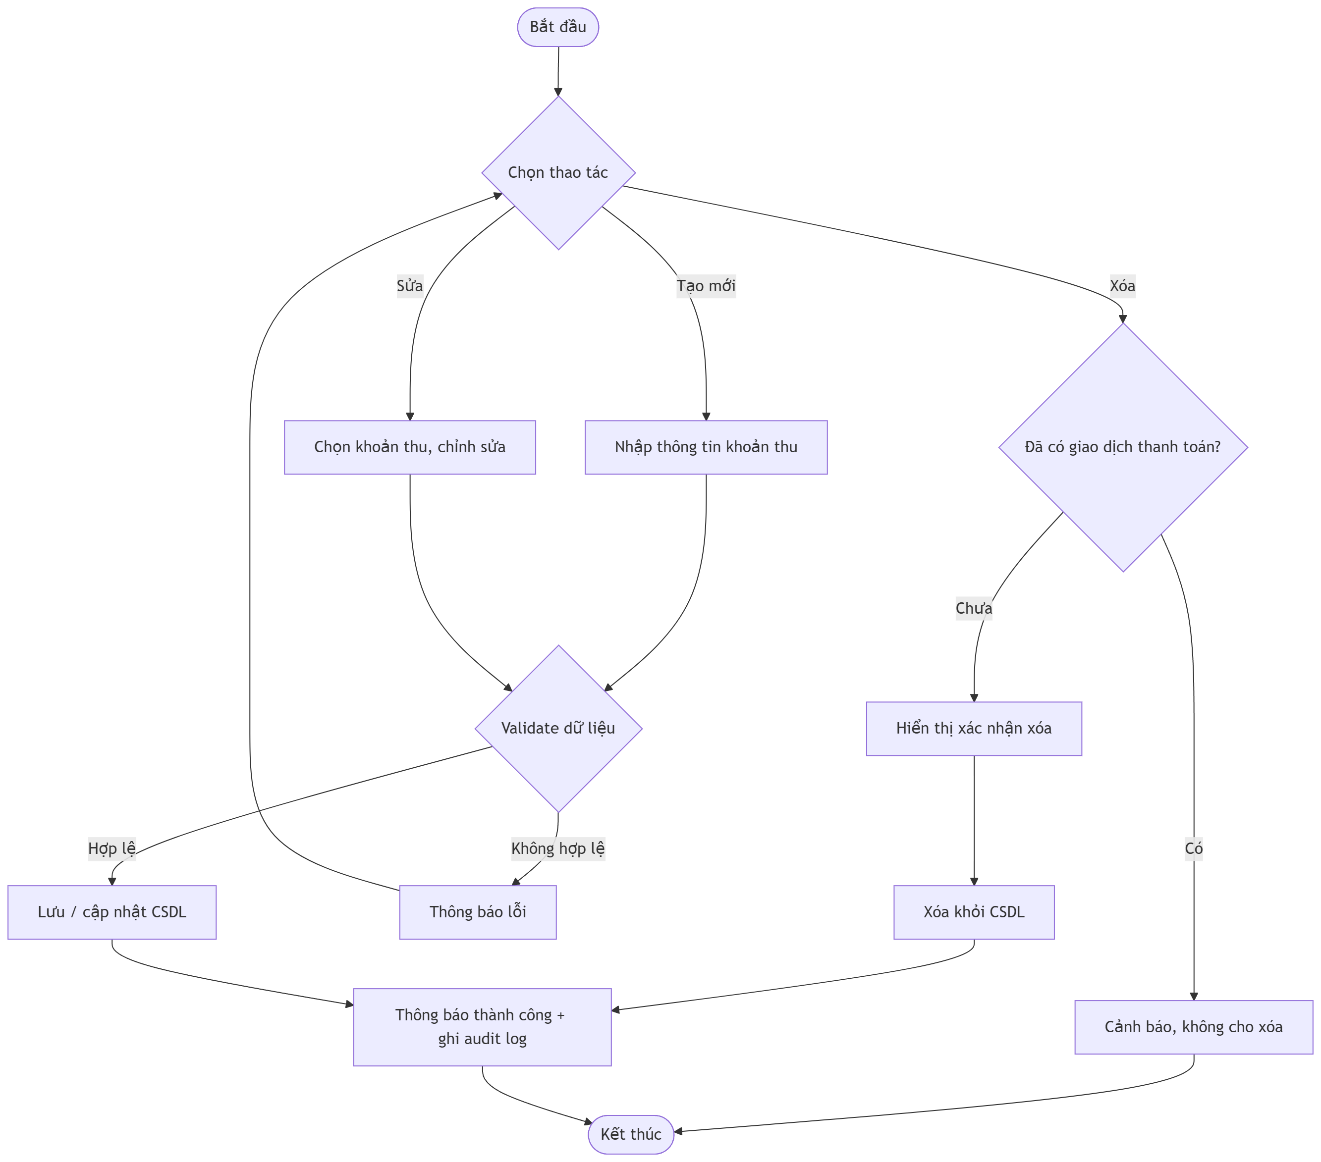 Bắt đầu
Chọn thao tác
Sửa
Tạo mới
Xóa
Chọn khoản thu, chỉnh sửa
Nhập thông tin khoản thu
Đã có giao dịch thanh toán?
Chưa
Validate dữ liệu
Hiển thị xác nhận xóa
Hợp lệ
Không hợp lệ
Có
Lưu / cập nhật CSDL
Thông báo lỗi
Xóa khỏi CSDL
Thông báo thành công +
ghi audit log
Cảnh báo, không cho xóa
Kết thúc